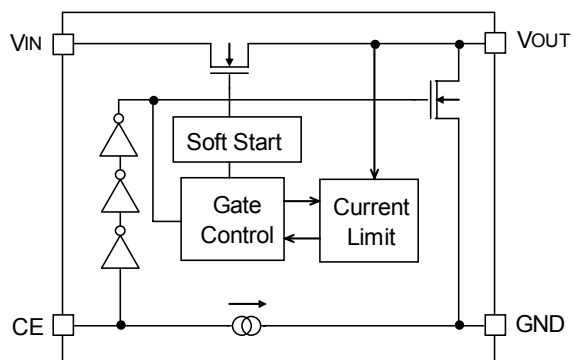 VIN
VOUT
Soft Start
Gate
Control
Current
Limit
CE
GND